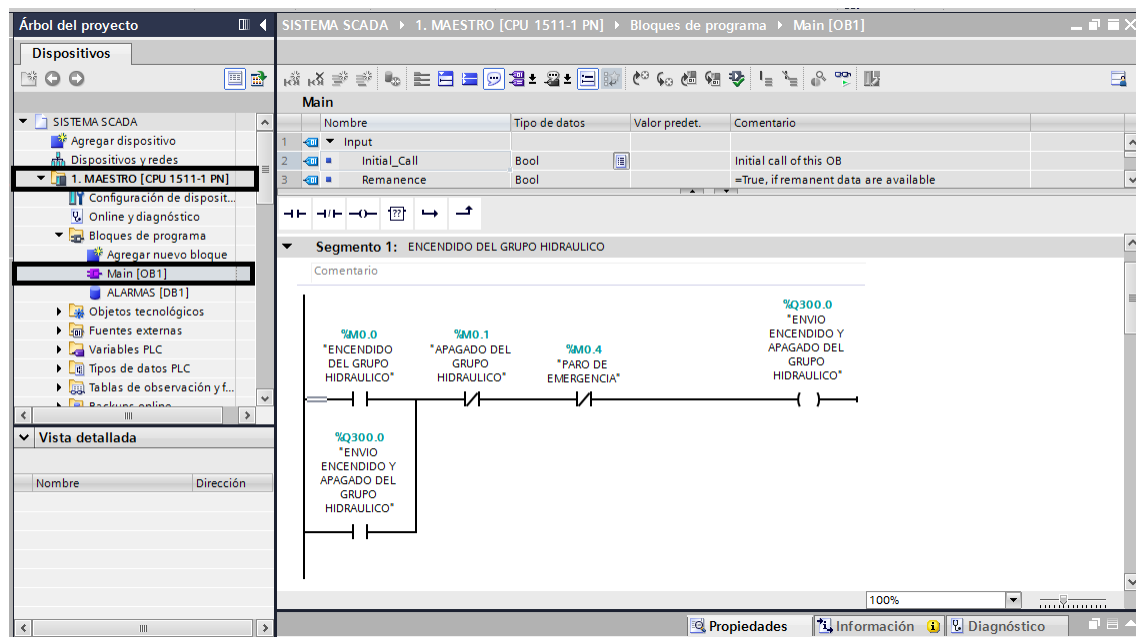 Árbol del proyecto
SISTEMA SCADA 1. MAESTRO [CPU 1511-1 PN] Bloques de programa Main [OB1]
Dispositivos
SISTEMA SCADA
Agregar dispositivo
Dispositivos y redes
1. MAESTRO [CPU 1511-1 PN]
Configuración de disposit...
Online y diagnóstico
Bloques de programa
Agregar nuevo bloque
Main [OB1]
ALARMAS [DB1]
Objetos tecnológicos
Fuentes externas
Variables PLC
Tipos de datos PLC
Tablas de observación y f...
Backups online
Vista detallada
Nombre Dirección
Main
Nombre Tipo de datos Valor predet. Comentario
1 Input
2 Initial_Call Bool Initial call of this OB
3 Remanence Bool =True, if remanent data are available
??
Segmento 1: ENCENDIDO DEL GRUPO HIDRAULICO
Comentario
%M0.0
"ENCENDIDO
DEL GRUPO
HIDRAULICO"
%M0.1
"APAGADO DEL
GRUPO
HIDRAULICO"
%M0.4
"PARO DE
EMERGENCIA"
%Q300.0
"ENVIO
ENCENDIDO Y
APAGADO DEL
GRUPO
HIDRAULICO"
%Q300.0
"ENVIO
ENCENDIDO Y
APAGADO DEL
GRUPO
HIDRAULICO"
100%
Propiedades Información Diagnóstico